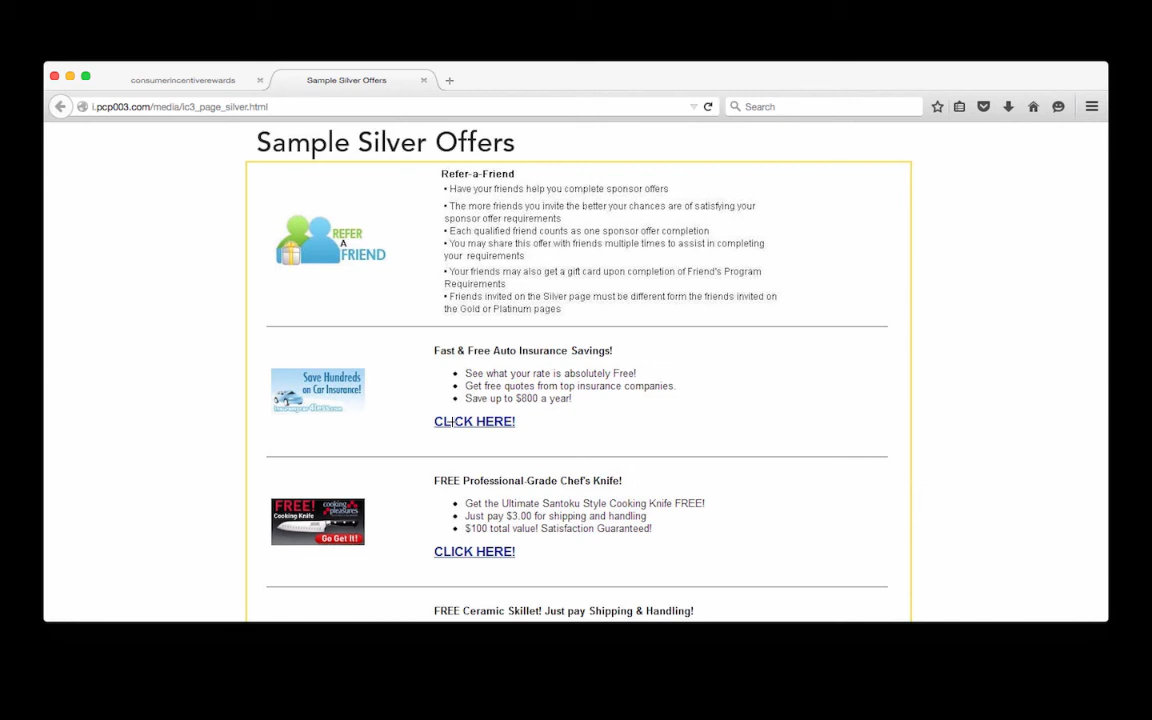 consumerincentiverewards
Sample Silver Offers
i.pcp003.com/media/ic3_page_silver.html
Search
Sample Silver Offers
REFER
A
FRIEND
Refer-a-Friend
• Have your friends help you complete sponsor offers
• The more friends you invite the better your chances are of satisfying your
sponsor offer requirements
• Each qualified friend counts as one sponsor offer completion
• You may share this offer with friends multiple times to assist in completing
your requirements
• Your friends may also get a gift card upon completion of Friend's Program
Requirements
• Friends invited on the Silver page must be different form the friends invited on
the Gold or Platinum pages
Save Hundreds
on Car Insurance!
Fast & Free Auto Insurance Savings!
• See what your rate is absolutely Free!
• Get free quotes from top insurance companies.
• Save up to $800 a year!
CLICK HERE!
FREE!
Cooking Knife
cooking
pleasures
Go Get It!
FREE Professional-Grade Chef's Knife!
• Get the Ultimate Santoku Style Cooking Knife FREE!
• Just pay $3.00 for shipping and handling
• $100 total value! Satisfaction Guaranteed!
CLICK HERE!
FREE Ceramic Skillet! Just pay Shipping & Handling!